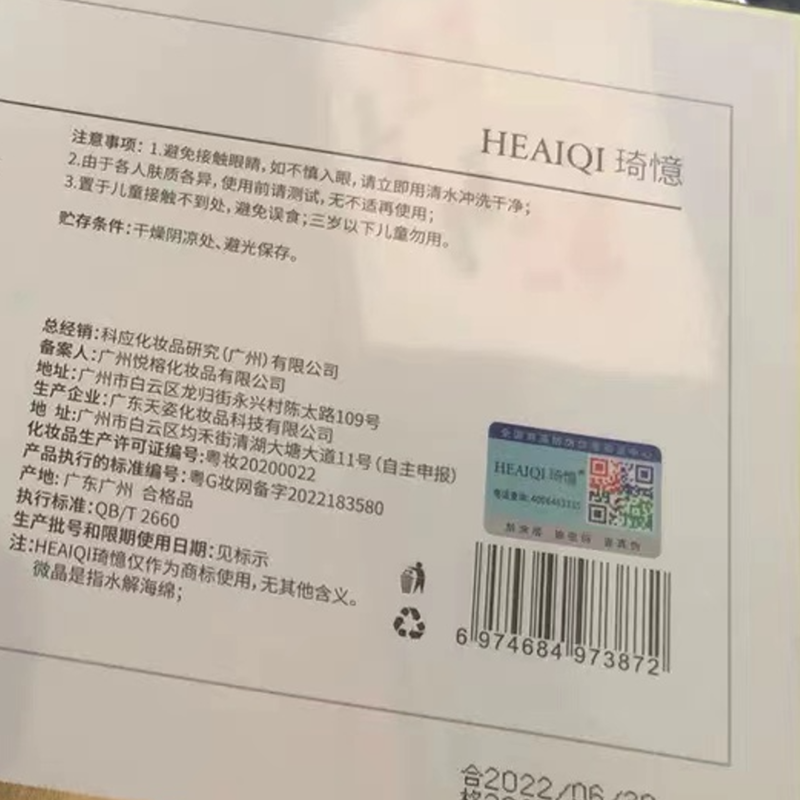 HEAIQI 琦憶
注意事项: 1.避免接触眼睛,如不慎入眼,请立即用清水冲洗干净;
2.由于各人肤质各异,使用前请测试,无不适再使用;
3.置于儿童接触不到处,避免误食;三岁以下儿童勿用。
贮存条件:干燥阴凉处、避光保存。
总经销:科应化妆品研究(广州)有限公司
备案人:广州悦榕化妆品有限公司
地址:广州市白云区龙归街永兴村陈太路109号
生产企业:广东天姿化妆品科技有限公司
地 址:广州市白云区均禾街清湖大塘大道11号(自主申报)
化妆品生产许可证编号:粤妆20200022
产品执行的标准编号:粤G妆网备字2022183580
产地: 广东广州 合格品
执行标准:QB/T 2660
生产批号和限期使用日期:见标示
注:HEAIQI琦憶仅作为商标使用,无其他含义。
微晶是指水解海绵;
HEAIQI 琦憶
电话查询:
6 974684 973872
合2022/06/